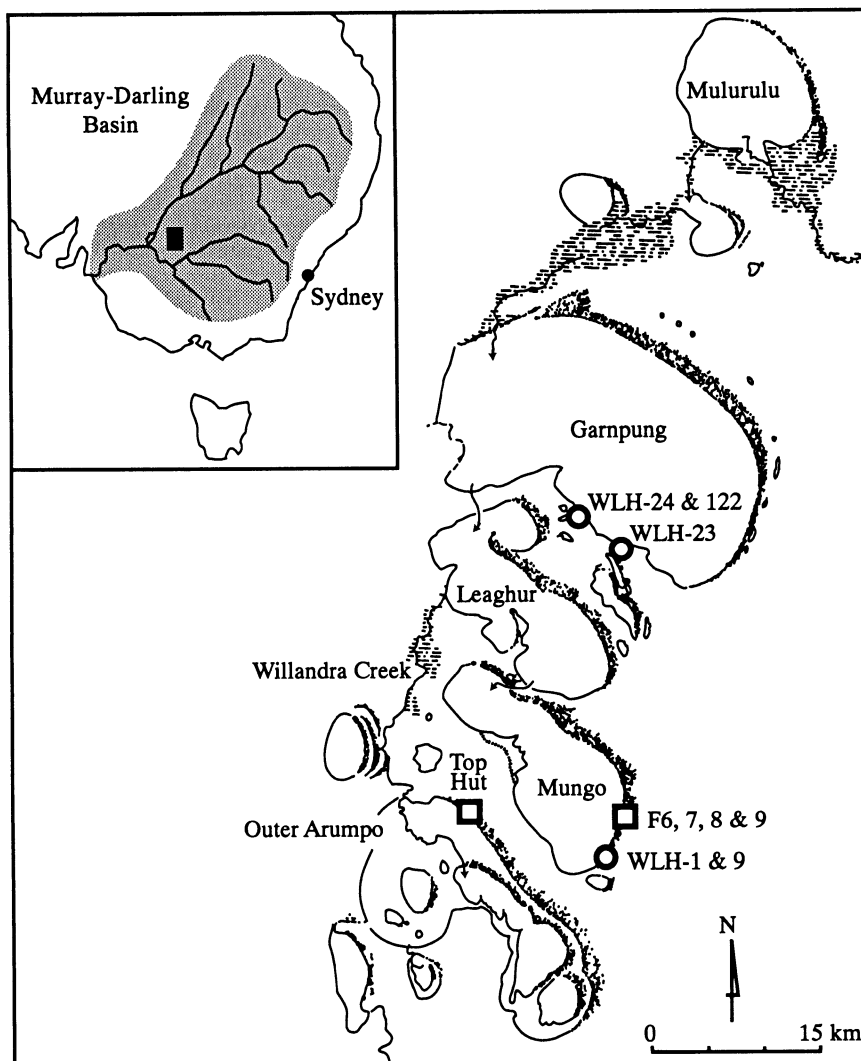 Murray-Darling
Basin
Sydney
Mulurulu
Garnpung
WLH-24 & 122
WLH-23
Leaghur
Willandra Creek
Top
Hut
Mungo
F6, 7, 8 & 9
Outer Arumpo
WLH-1 & 9
N
0 15 km